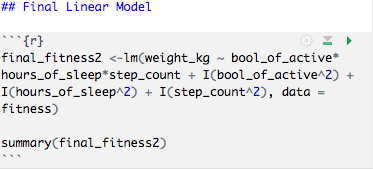 ## Final Linear Model
```{r}
final_fitness2 <-lm(weight_kg ~ bool_of_active*
hours_of_sleep*step_count + I(bool_of_active^2) +
I(hours_of_sleep^2) + I(step_count^2), data =
fitness)
summary(final_fitness2)
```